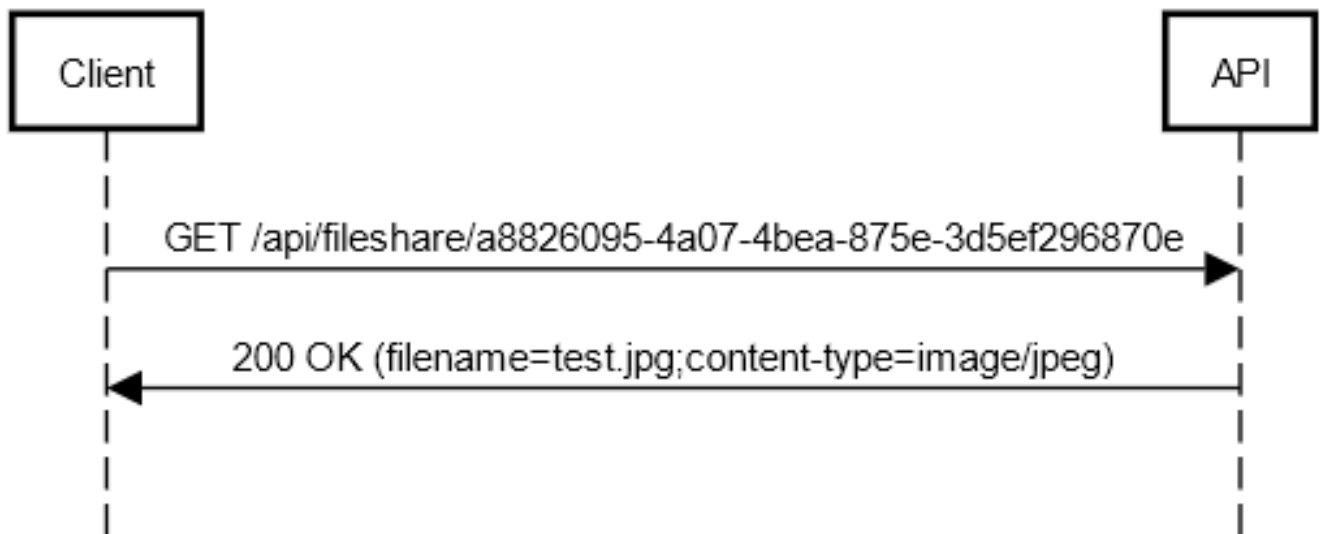 Client
API
GET /api/fileshare/a8826095-4a07-4bea-875e-3d5ef296870e
200 OK (filename=test.jpg;content-type=image/jpeg)